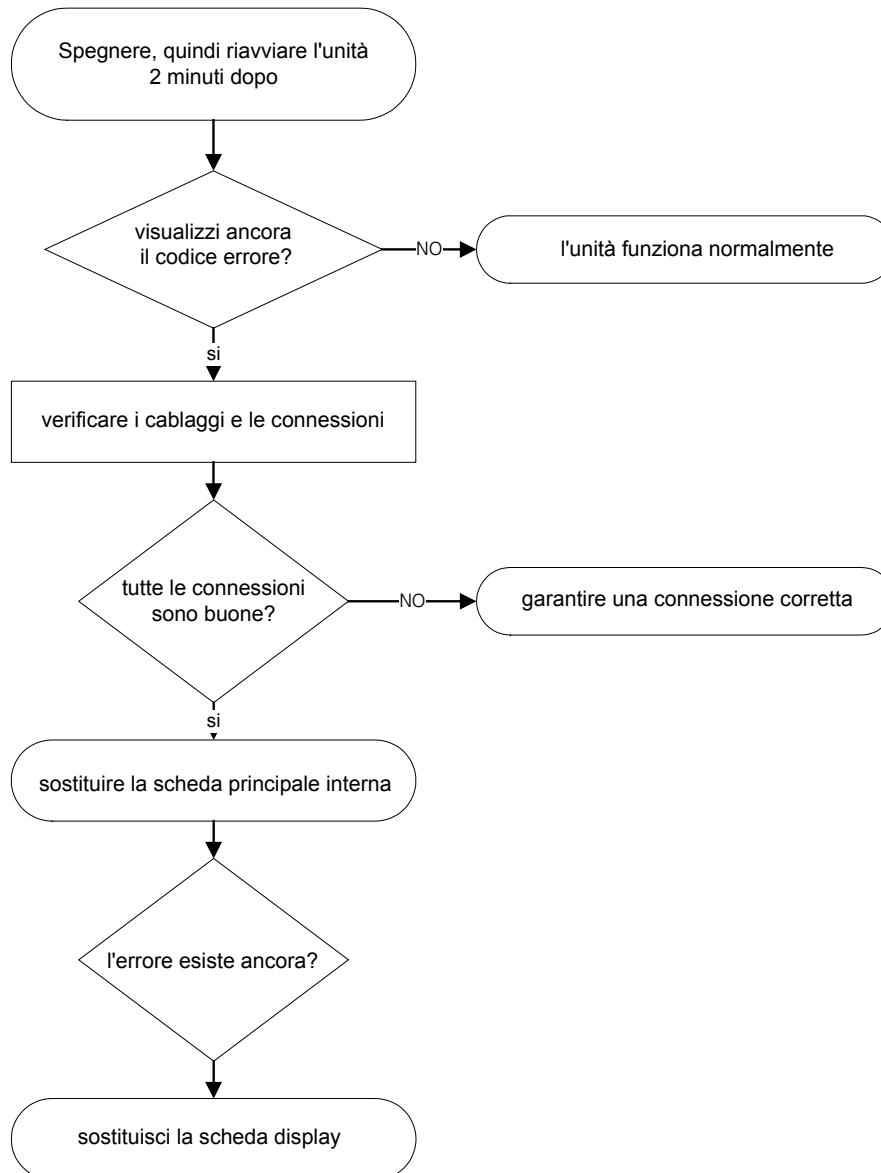 Spegnere, quindi riavviare l'unità
2 minuti dopo
visualizzi ancora
il codice errore?
NO
l'unità funziona normalmente
si
verificare i cablaggi e le connessioni
tutte le connessioni
sono buone?
NO
garantire una connessione corretta
si
sostituire la scheda principale interna
l'errore esiste ancora?
sostituisci la scheda display